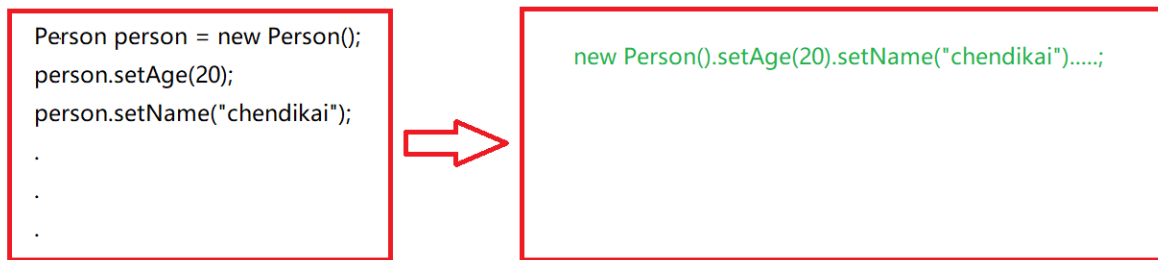 Person person = new Person();
person.setAge(20);
person.setName("chendikai");
.
.
.
new Person().setAge(20).setName("chendikai").....;